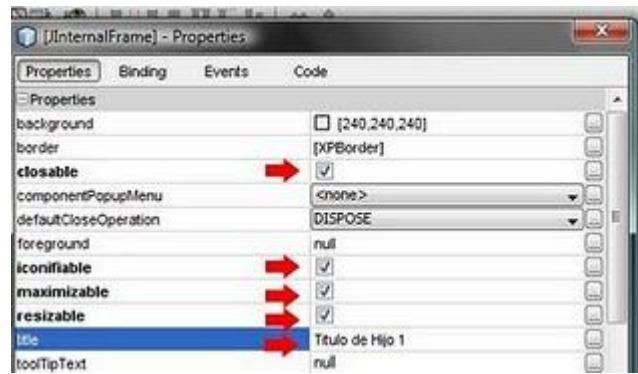 [JInternalFrame] - Properties
Properties Binding Events Code
Properties
background [240,240,240]
border [XPBorder]
closable
componentPopupMenu <none>
defaultCloseOperation DISPOSE
foreground null
iconifiable
maximizable
resizable
title Titulo de Hijo 1
toolTipText null